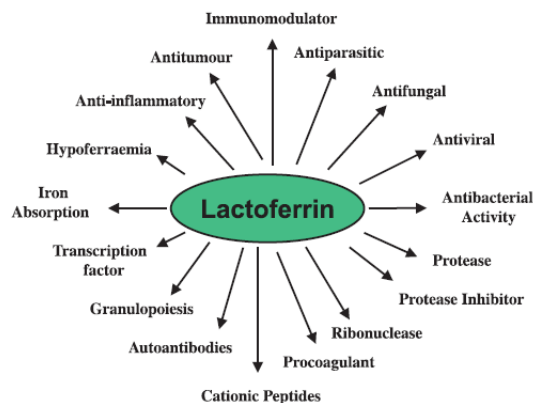 Immunomodulator
Antitumour
Antiparasitic
Anti-inflammatory
Antifungal
Hypoferraemia
Antiviral
Iron
Absorption
Lactoferrin
Antibacterial
Activity
Transcription
factor
Protease
Granulopoiesis
Protease Inhibitor
Autoantibodies
Ribonuclease
Procoagulant
Cationic Peptides